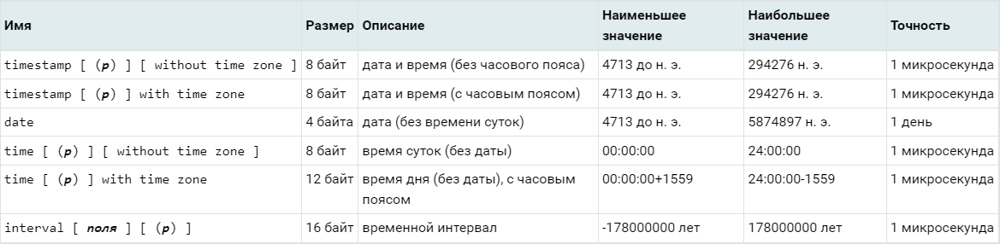 Имя Размер Описание Наименьшее значение Наибольшее значение Точность
timestamp [ (p) ] [ without time zone ] 8 байт дата и время (без часового пояса) 4713 до н. э. 294276 н. э. 1 микросекунда
timestamp [ (p) ] with time zone 8 байт дата и время (с часовым поясом) 4713 до н. э. 294276 н. э. 1 микросекунда
date 4 байта дата (без времени суток) 4713 до н. э. 5874897 н. э. 1 день
time [ (p) ] [ without time zone ] 8 байт время суток (без даты) 00:00:00 24:00:00 1 микросекунда
time [ (p) ] with time zone 12 байт время дня (без даты), с часовым поясом 00:00:00+1559 24:00:00-1559 1 микросекунда
interval [ поля ] [ (p) ] 16 байт временной интервал -178000000 лет 178000000 лет 1 микросекунда